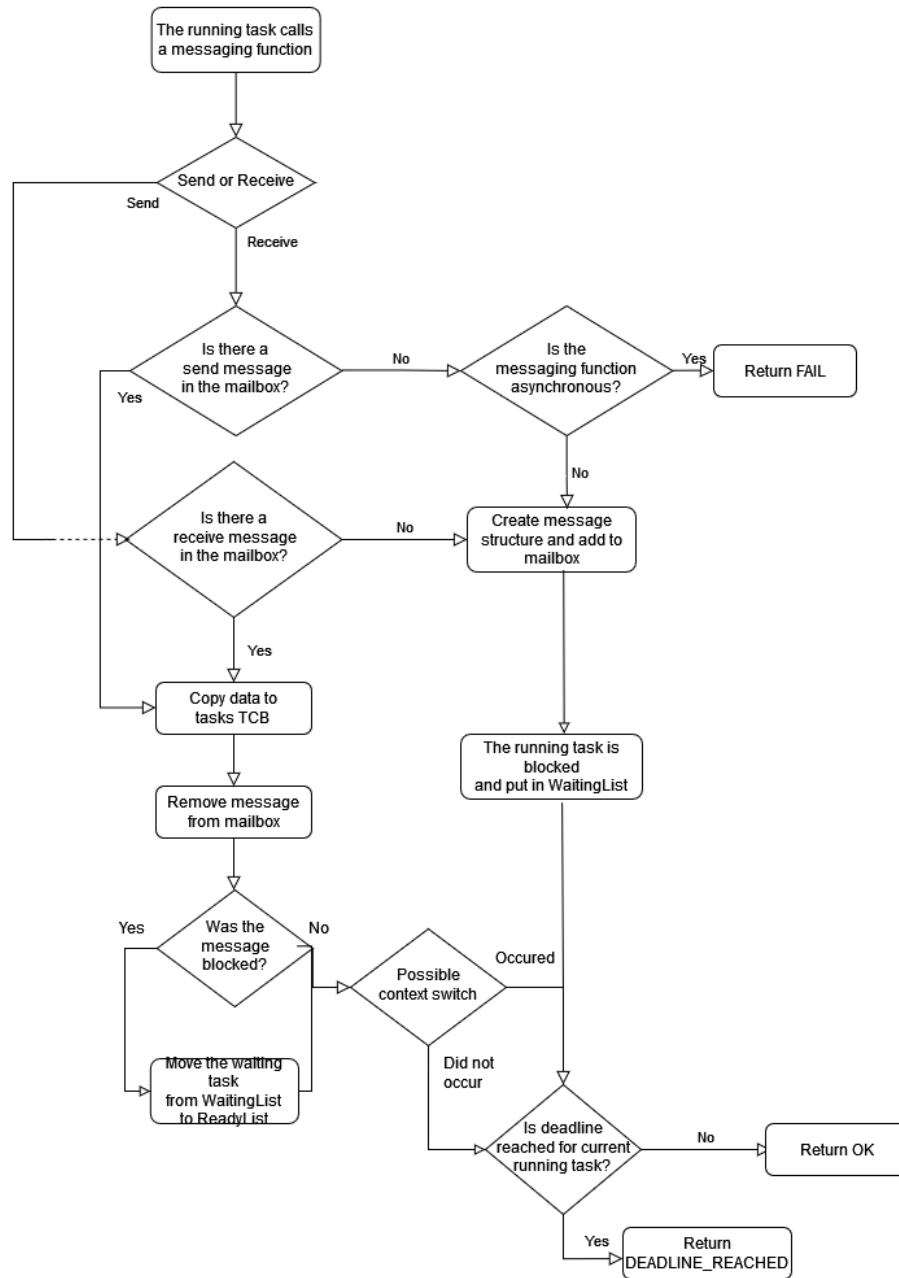 The running task calls
a messaging function
Send or Receive
Send
Receive
Is there a
send message
in the mailbox?
No
Yes
Is the
messaging function
asynchronous?
Yes
Return FAIL
No
Is there a
receive message
in the mailbox?
No
Create message
structure and add to
mailbox
Yes
Copy data to
tasks TCB
The running task is
blocked
and put in WaitingList
Remove message
from mailbox
Yes
Was the
message
blocked?
No
Possible
context switch
Occured
Move the waiting
task
from WaitingList
to ReadyList
Did not
occur
Is deadline
reached for current
running task?
No
Return OK
Yes
Return
DEADLINE_REACHED